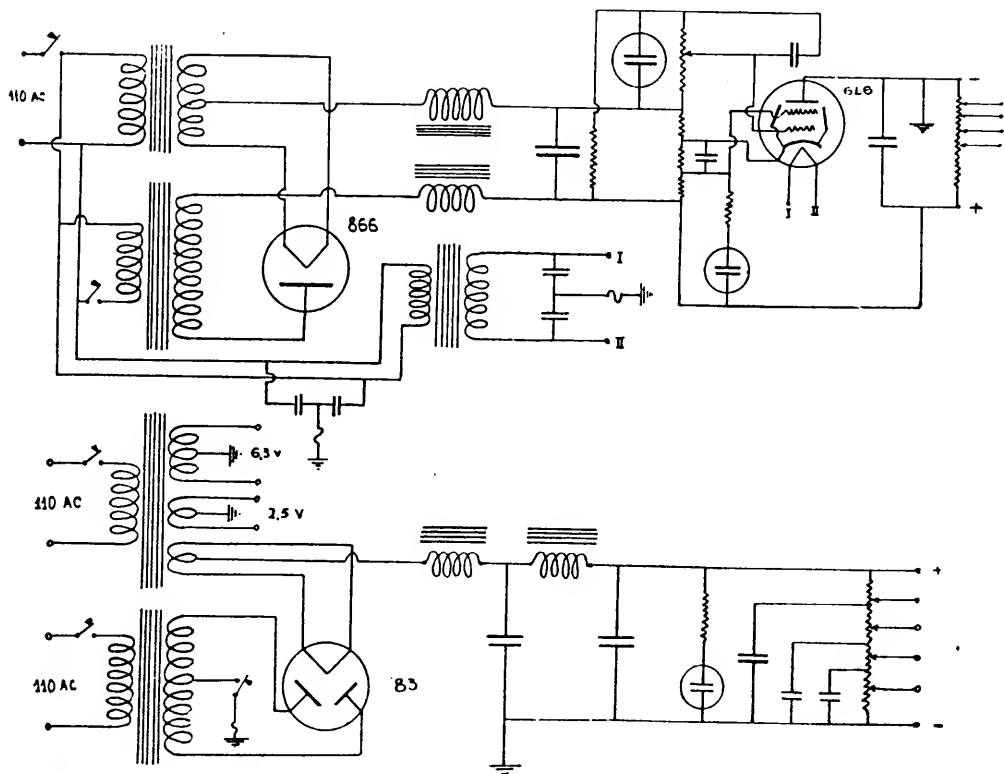 110 AC
6L6
-
I II
+
866
I
II
6,3 v
110 AC
2,5 V
+
110 AC
83
-